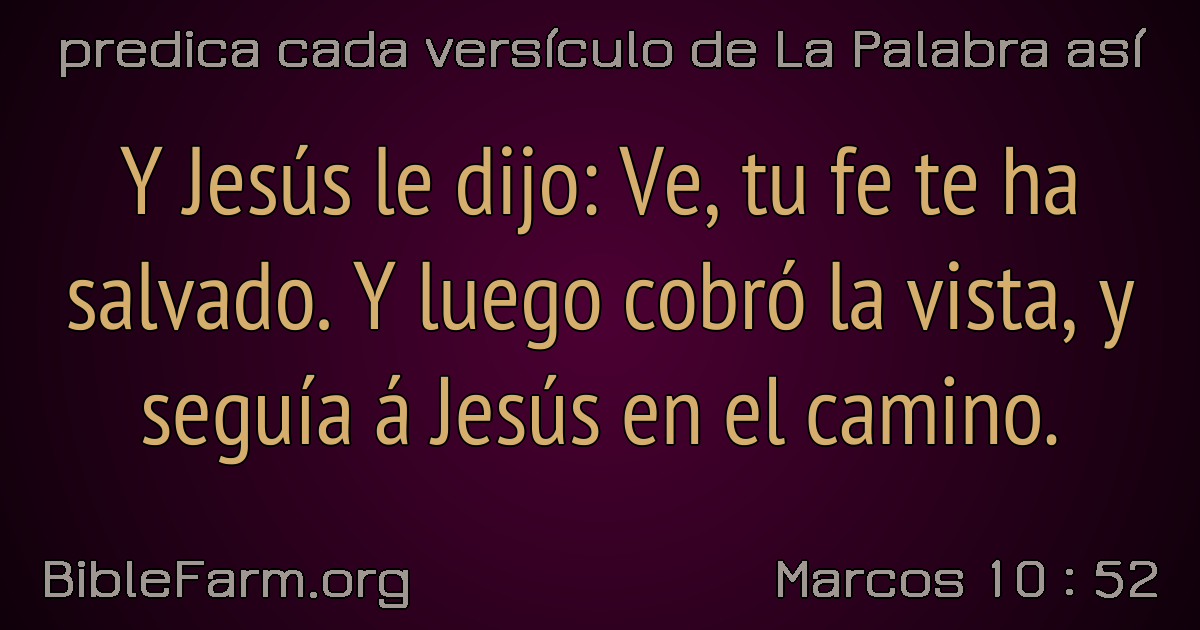 predica cada versículo de La Palabra así
Y Jesús le dijo: Ve, tu fe te ha
salvado. Y luego cobró la vista, y
seguía á Jesús en el camino.
BibleFarm.org
Marcos 10 : 52